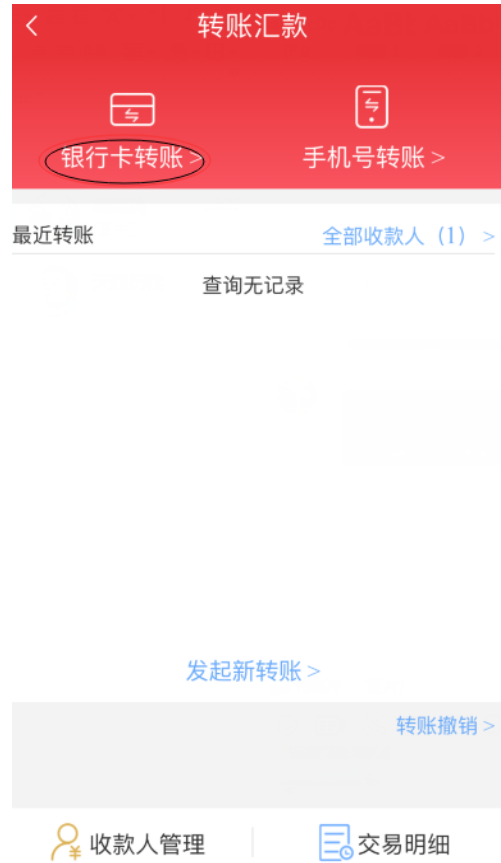 转账汇款
银行卡转账 > 手机号转账 >
最近转账 全部收款人（1） >
查询无记录
发起新转账 >
转账撤销 >
收款人管理 交易明细